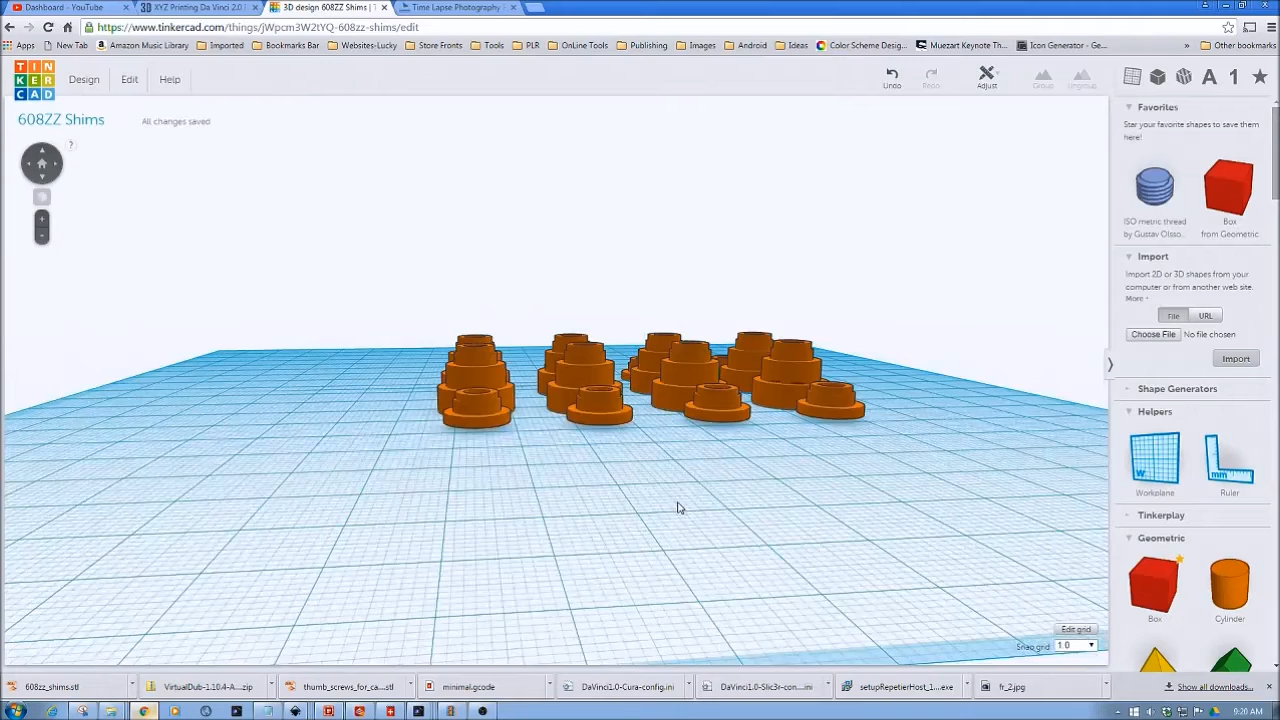 Dashboard - YouTube
XYZ Printing Da Vinci 2.0 I
3D design 608ZZ Shims | T
Time Lapse Photography
https://www.tinkercad.com/things/jWpcm3W2tYQ-608zz-shims/edit
Apps
New Tab
Amazon Music Library
Imported
Bookmarks Bar
Websites-Lucky
Store Fronts
Tools
PLR
OnLine Tools
Publishing
Images
Android
Ideas
Color Scheme Desig...
Muezart Keynote Th...
Icon Generator - Ge...
»
Other bookmarks
TIN
KER
CAD
Design
Edit
Help
Undo
Redo
Adjust
Group
Ungroup
608ZZ Shims
All changes saved
?
Favorites
Star your favorite shapes to save them
here!
ISO metric thread
by Gustav Olsso...
Box
from Geometric
Import
Import 2D or 3D shapes from your
computer or from another web site.
More
File
URL
Choose File
No file chosen
Import
Shape Generators
Helpers
Workplane
mm
Ruler
Tinkerplay
Geometric
Box
Cylinder
Edit grid
Snap grid
1.0
608zz_shims.stl
VirtualDub-1.10.4-A...zip
thumb_screws_for_ca....stl
minimal.gcode
DaVinci1.0-Cura-config.ini
DaVinci1.0-Slic3r-con....ini
setupRepetierHost_1....exe
fr_2.jpg
Show all downloads...
9:20 AM